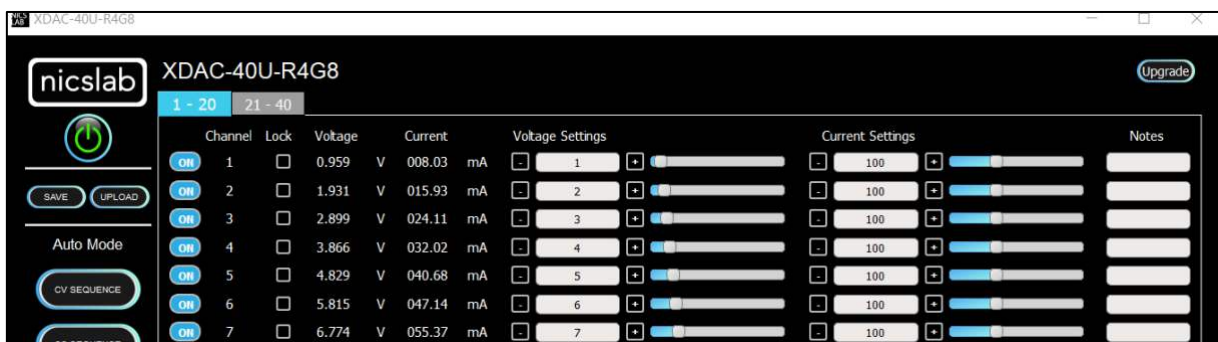 NICS LAB XDAC-40U-R4G8
nicslab XDAC-40U-R4G8 Upgrade
1 - 20 21 - 40
Channel Lock Voltage Current Voltage Settings Current Settings Notes
ON 1 0.959 V 008.03 mA - 1 + - 100 +
SAVE UPLOAD ON 2 1.931 V 015.93 mA - 2 + - 100 +
ON 3 2.899 V 024.11 mA - 3 + - 100 +
Auto Mode ON 4 3.866 V 032.02 mA - 4 + - 100 +
ON 5 4.829 V 040.68 mA - 5 + - 100 +
CV SEQUENCE
ON 6 5.815 V 047.14 mA - 6 + - 100 +
ON 7 6.774 V 055.37 mA - 7 + - 100 +